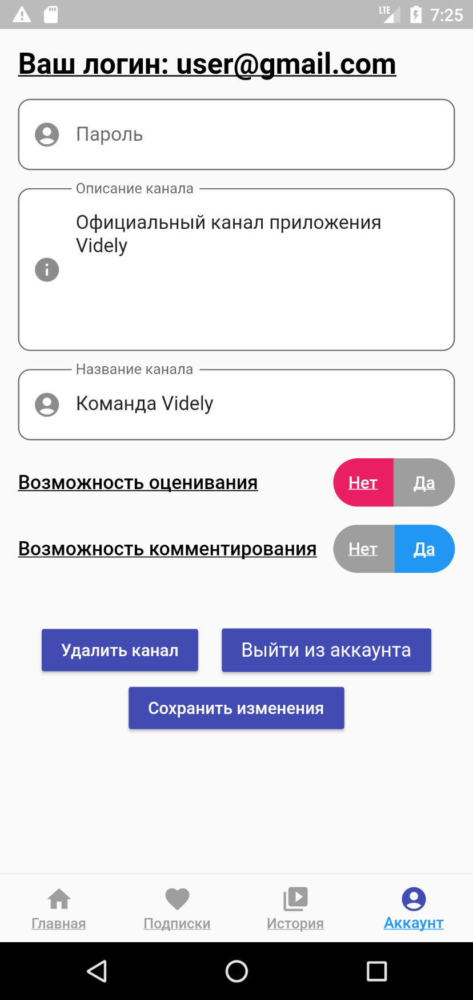 LTE 7:25
Ваш логин: user@gmail.com
Пароль
Описание канала
Официальный канал приложения
Videly
Название канала
Команда Videly
Возможность оценивания Нет Да
Возможность комментирования Нет Да
Удалить канал Выйти из аккаунта
Сохранить изменения
Главная Подписки История Аккаунт